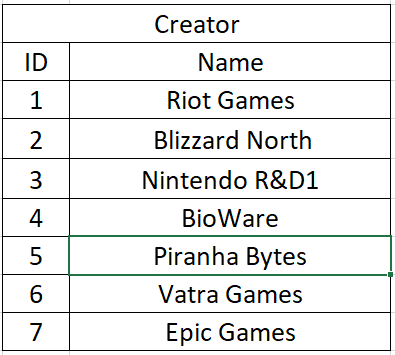 Creator
ID Name
1 Riot Games
2 Blizzard North
3 Nintendo R&D1
4 BioWare
5 Piranha Bytes
6 Vatra Games
7 Epic Games